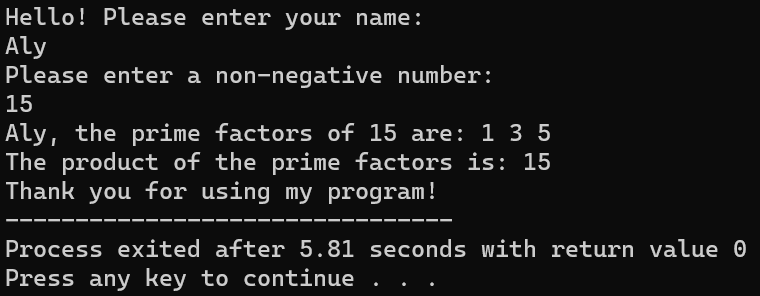 Hello! Please enter your name:
Aly
Please enter a non-negative number:
15
Aly, the prime factors of 15 are: 1 3 5
The product of the prime factors is: 15
Thank you for using my program!
--------------------------------
Process exited after 5.81 seconds with return value 0
Press any key to continue . . .